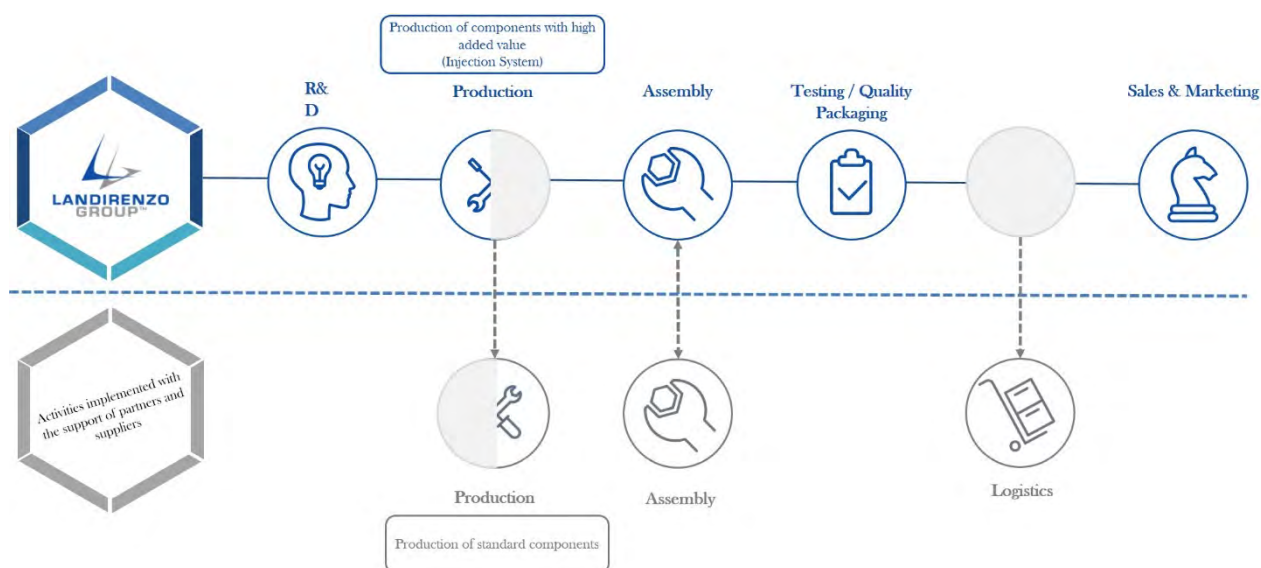 Production of components with high
added value
(Injection System)
R&
D
Production
Assembly
Testing / Quality
Packaging
Sales & Marketing
LANDIRENZO
GROUP™
Activities implemented with
the support of partners and
suppliers
Production
Assembly
Logistics
Production of standard components